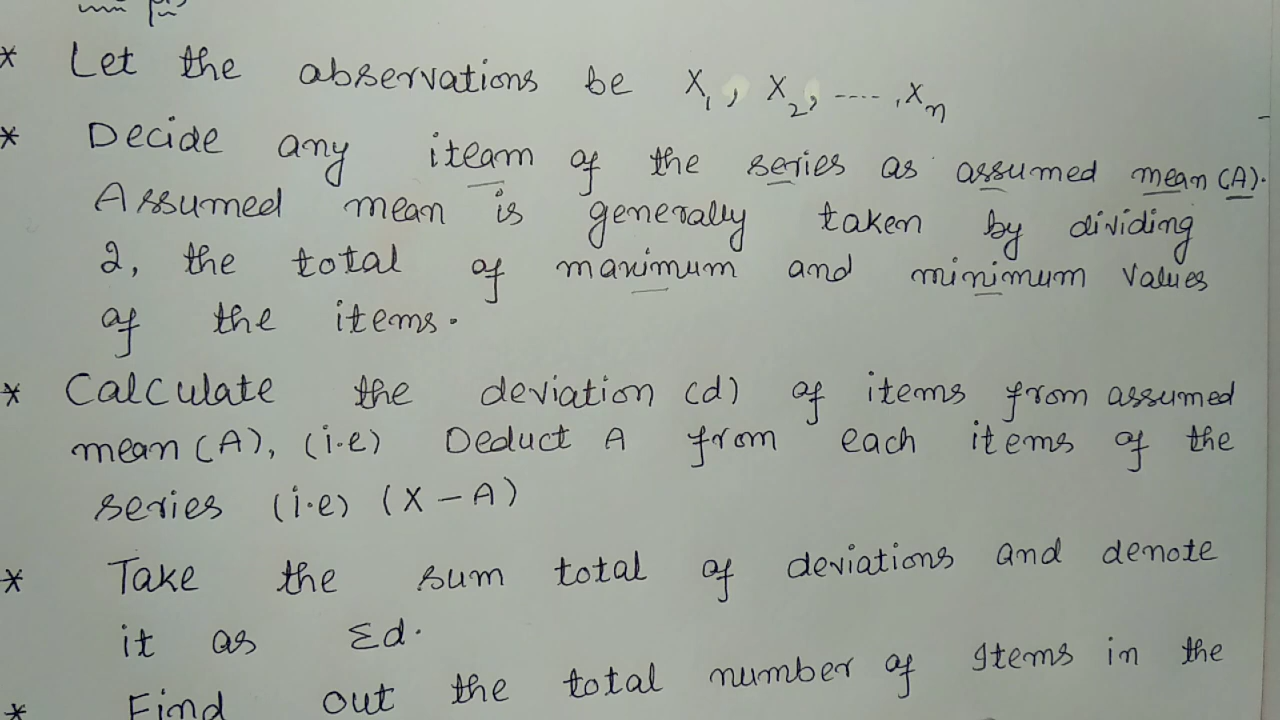 * Let the abservations be X₁, X₂, ----, Xₙ
* Decide any iteam of the series as assumed mean (A).
Assumed mean is generally taken by dividing
2, the total of maximum and minimum values
of the items.
* Calculate the deviation (d) of items from assumed
mean (A), (i.e) Deduct A from each items of the
series (i.e) (X – A)
* Take the sum total of deviations and denote
it as Σd.
* Find out the total number of Items in the